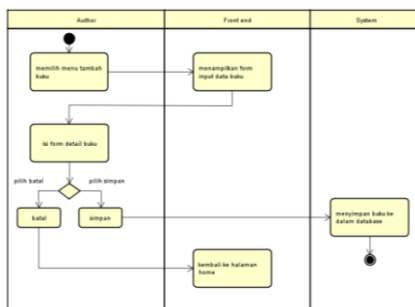 Author
Front end
System
memilih menu tambah
buku
menampilkan form
input data buku
isi form detail buku
pilih batal
pilih simpan
batal
simpan
menyimpan buku ke
dalam database
kembali ke halaman
home